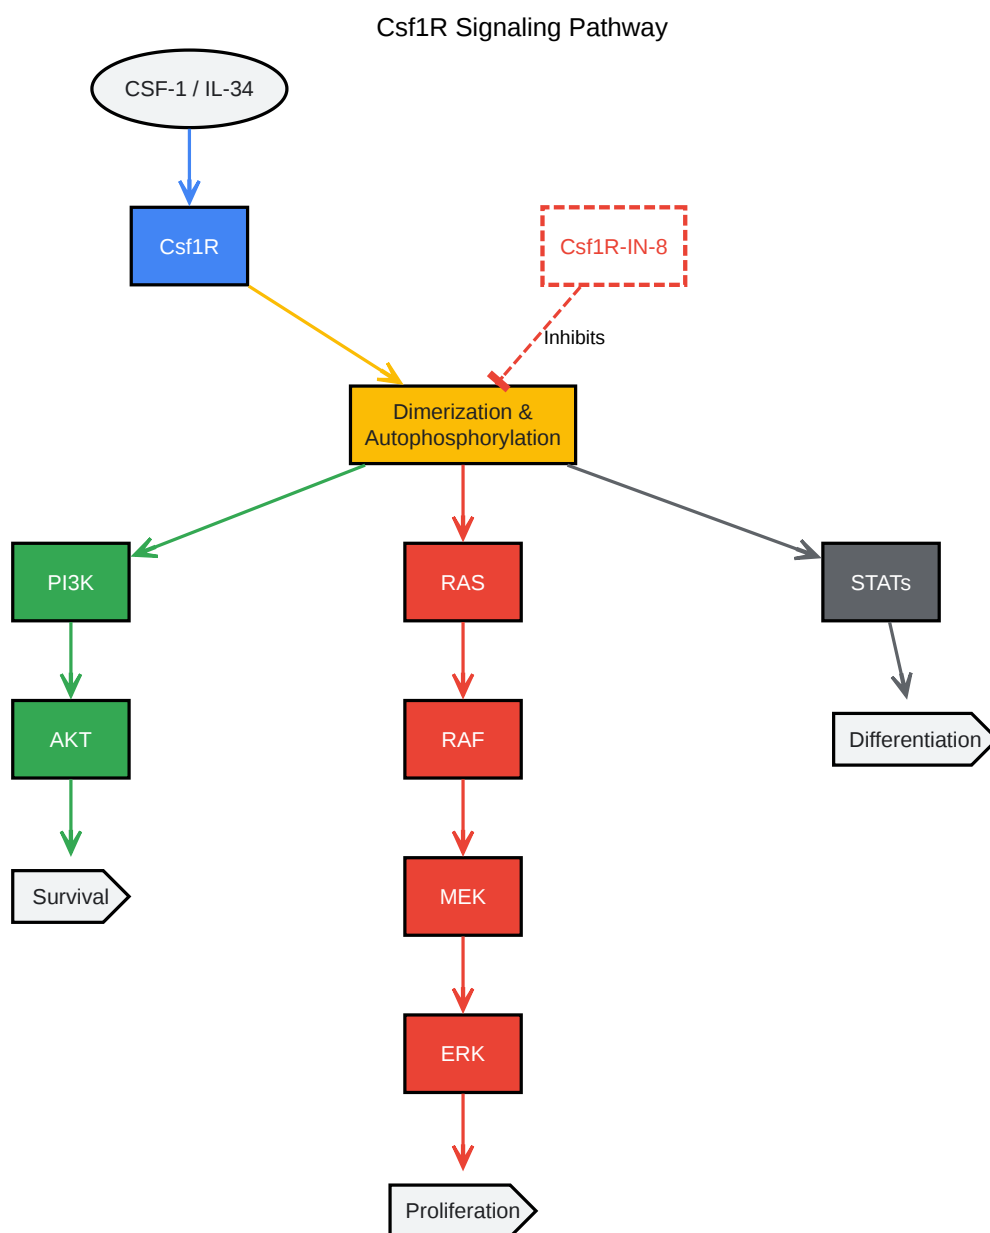 Csf1R Signaling Pathway
CSF-1 / IL-34
Csf1R
Csf1R-IN-8
Inhibits
Dimerization &
Autophosphorylation
PI3K
RAS
STATs
AKT
RAF
Differentiation
Survival
MEK
ERK
Proliferation